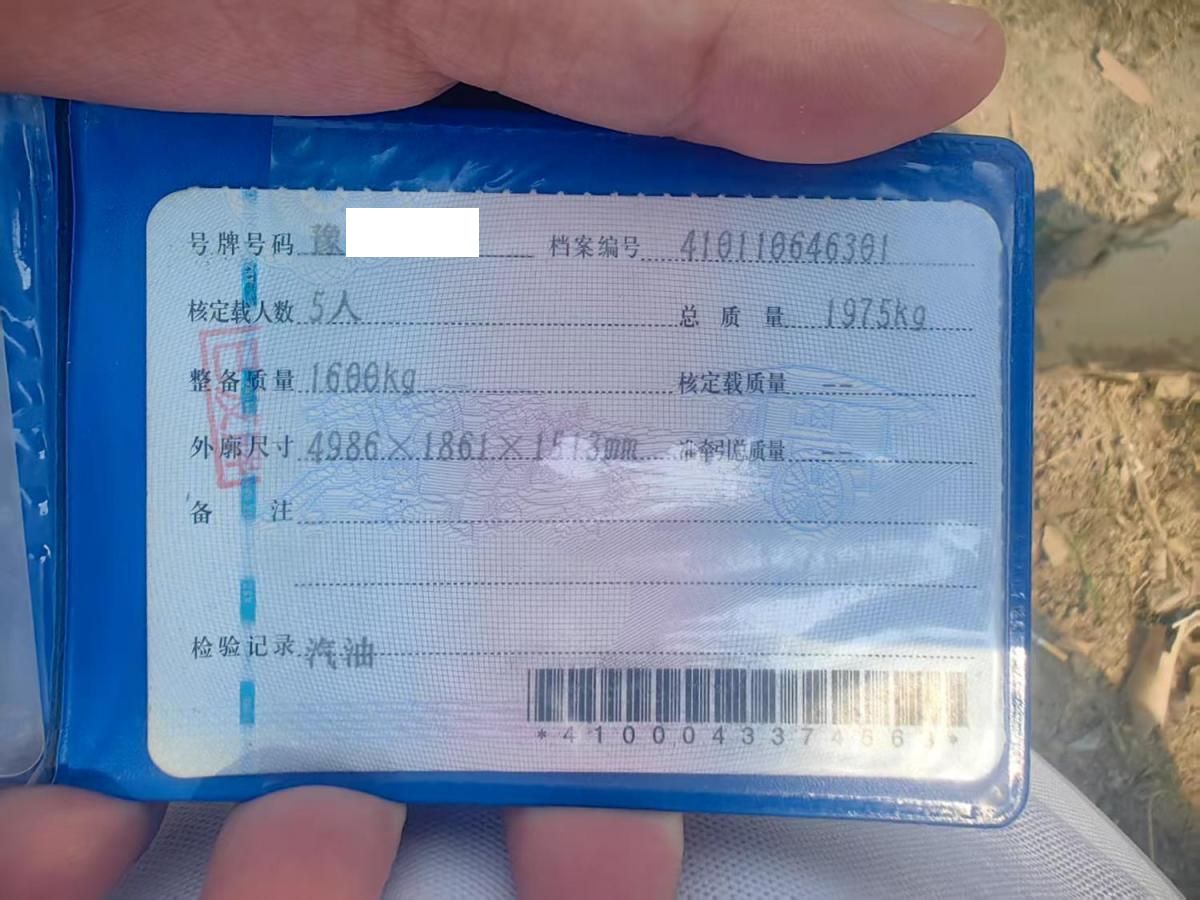 号牌号码 豫 档案编号 410110646301
核定载人数 5人 总质量 1975kg
整备质量 1600kg 核定载质量 --
外廓尺寸 4986×1861×1513mm 准牵引总质量 --
备注
检验记录 汽油